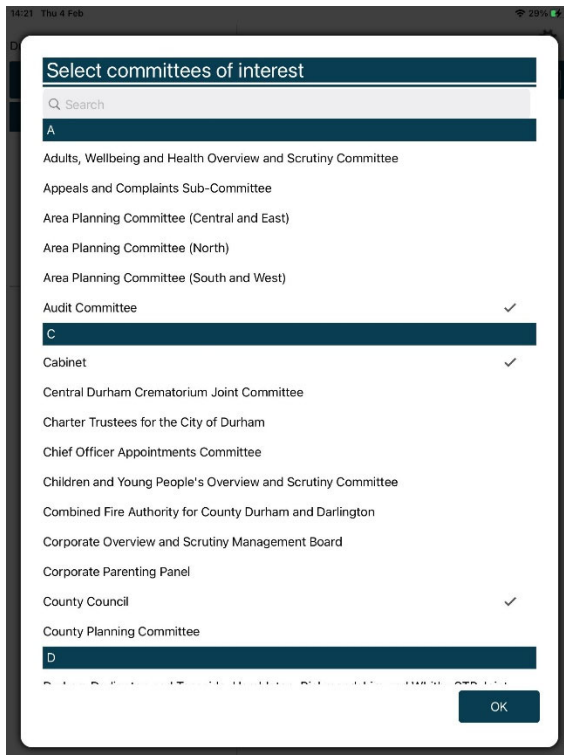 14:21 Thu 4 Feb
29%
Select committees of interest
Search
A
Adults, Wellbeing and Health Overview and Scrutiny Committee
Appeals and Complaints Sub-Committee
Area Planning Committee (Central and East)
Area Planning Committee (North)
Area Planning Committee (South and West)
Audit Committee
C
Cabinet
Central Durham Crematorium Joint Committee
Charter Trustees for the City of Durham
Chief Officer Appointments Committee
Children and Young People's Overview and Scrutiny Committee
Combined Fire Authority for County Durham and Darlington
Corporate Overview and Scrutiny Management Board
Corporate Parenting Panel
County Council
County Planning Committee
D
OK